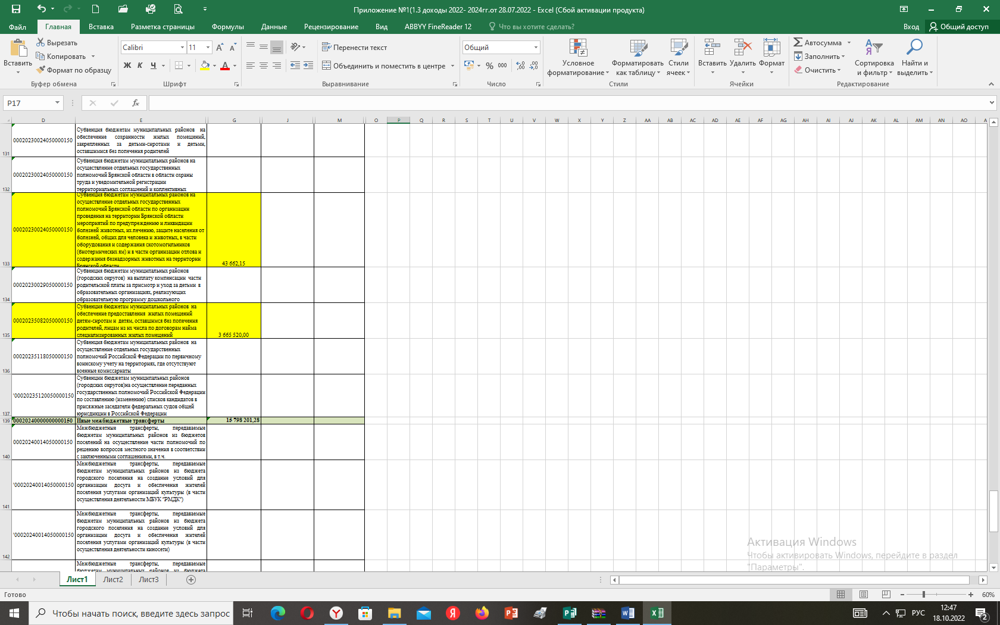 Приложение №1(1.3 доходы 2022- 2024гг.от 28.07.2022 - Excel (Сбой активации продукта)
Файл Главная Вставка Разметка страницы Формулы Данные Рецензирование Вид ABBYY FineReader 12 Что вы хотите сделать? Вход Общий доступ
Вставить
Вырезать
Копировать
Формат по образцу
Буфер обмена
Calibri 11
Ж К Ч А
Шрифт
Перенести текст
Объединить и поместить в центре
Выравнивание
Общий
% 000
Число
Условное
форматирование
Форматировать
как таблицу
Стили
ячеек
Стили
Вставить Удалить Формат
Ячейки
Автосумма
Заполнить
Очистить
Сортировка
и фильтр
Найти и
выделить
Редактирование
P17
fx
D E G J M O P Q R S T U V W X Y Z AA AB AC AD AE AF AG AH AI AJ AK AL AM AN AO A
131
00020230024050000150
Субвенция бюджетам муниципальных районов на
обеспечение сохранности жилых помещений,
закрепленных за детьми-сиротами и детьми,
оставшимися без попечения родителей
132
00020230024050000150
Субвенция бюджетам муниципальных районов на
осуществление отдельных государственных
полномочий Брянской области в области охраны
труда и уведомительной регистрации
территориальных соглашений и коллективных
133
00020230024050000150
Субвенция бюджетам муниципальных районов на
осуществление отдельных государственных
полномочий Брянской области по организации
проведения на территории Брянской области
мероприятий по предупреждению и ликвидации
болезней животных, их лечению, защите населения от
болезней, общих для человека и животных, в части
оборудования и содержания скотомогильников
(биотермических ям) и в части организации отлова и
содержания безнадзорных животных на территории
Брянской области
43 662,15
134
00020230029050000150
Субвенция бюджетам муниципальных районов
(городских округов) на выплату компенсации части
родительской платы за присмотр и уход за детьми в
образовательных организациях, реализующих
образовательную программу дошкольного
135
00020235082050000150
Субвенция бюджетам муниципальных районов на
обеспечение предоставления жилых помещений
детям-сиротам и детям, оставшимся без попечения
родителей, лицам из их числа по договорам найма
специализированных жилых помещений
3 665 520,00
136
00020235118050000150
Субвенция бюджетам муниципальных районов на
осуществление отдельных государственных
полномочий Российской Федерации по первичному
воинскому учету на территориях, где отсутствуют
военные комиссариаты
137
'00020235120050000150
Субвенции бюджетам муниципальных районов
(городских округов)на осуществление переданных
государственных полномочий Российской Федерации
по составлению (изменению) списков кандидатов в
присяжные заседатели федеральных судов общей
юрисдикции в Российской Федерации
139 00020240000000000150 Иные межбюджетные трансферты 15 798 201,28
140
00020240014050000150
Межбюджетные трансферты, передаваемые
бюджетам муниципальных районов из бюджетов
поселений на осуществление части полномочий по
решению вопросов местного значения в соответствии
с заключенными соглашениями, в т.ч.
141
'00020240014050000150
Межбюджетные трансферты, передаваемые
бюджетам муниципальных районов из бюджета
городского поселения на создание условий для
организации досуга и обеспечения жителей
поселения услугами организаций культуры (в части
осуществления деятельности МБУК "РМДК")
142
'00020240014050000150
Межбюджетные трансферты, передаваемые
бюджетам муниципальных районов из бюджета
городского поселения на создание условий для
организации досуга и обеспечения жителей
поселения услугами организаций культуры (в части
осуществления деятельности киносети)
Межбюджетные трансферты, передаваемые
бюджетам муниципальных районов из бюджета
Активация Windows
Чтобы активировать Windows, перейдите в раздел
"Параметры".
Лист1 Лист2 Лист3
Готово
60%
Чтобы начать поиск, введите здесь запрос
РУС
12:47
18.10.2022
2